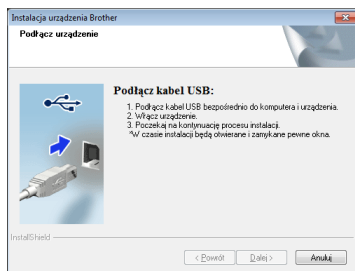 Instalacja urządzenia Brother
Podłącz urządzenie
Podłącz kabel USB:
1. Podłącz kabel USB bezpośrednio do komputera i urządzenia.
2. Włącz urządzenie.
3. Poczekaj na kontynuację procesu instalacji.
*W czasie instalacji będą otwierane i zamykane pewne okna.
InstallShield
< Powrót Dalej > Anuluj